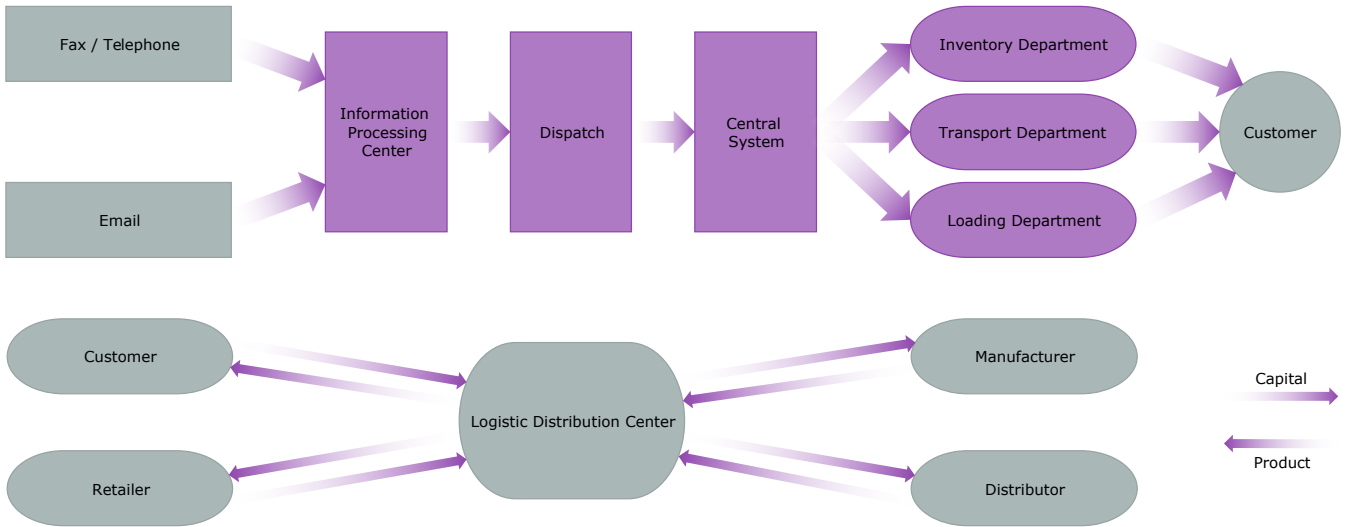 Fax / Telephone
Email
Information
Processing
Center
Dispatch
Central
System
Inventory Department
Transport Department
Loading Department
Customer
Customer
Retailer
Logistic Distribution Center
Manufacturer
Distributor
Capital
Product